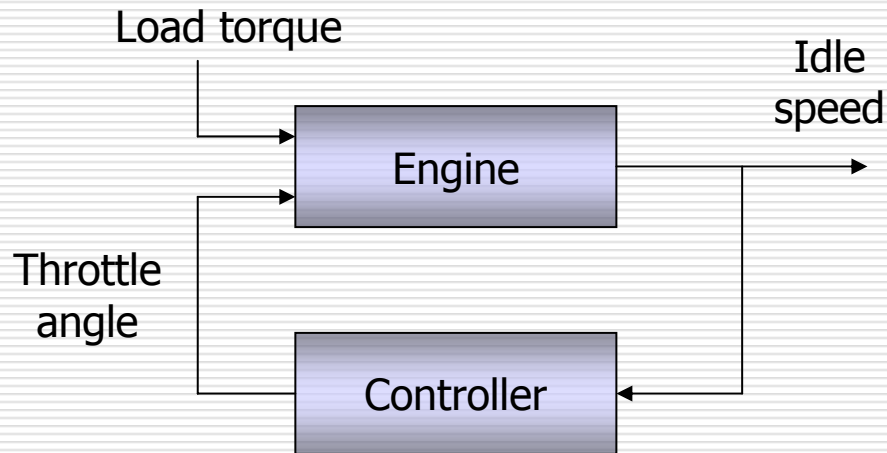 Load torque
Idle
speed
Engine
Throttle
angle
Controller